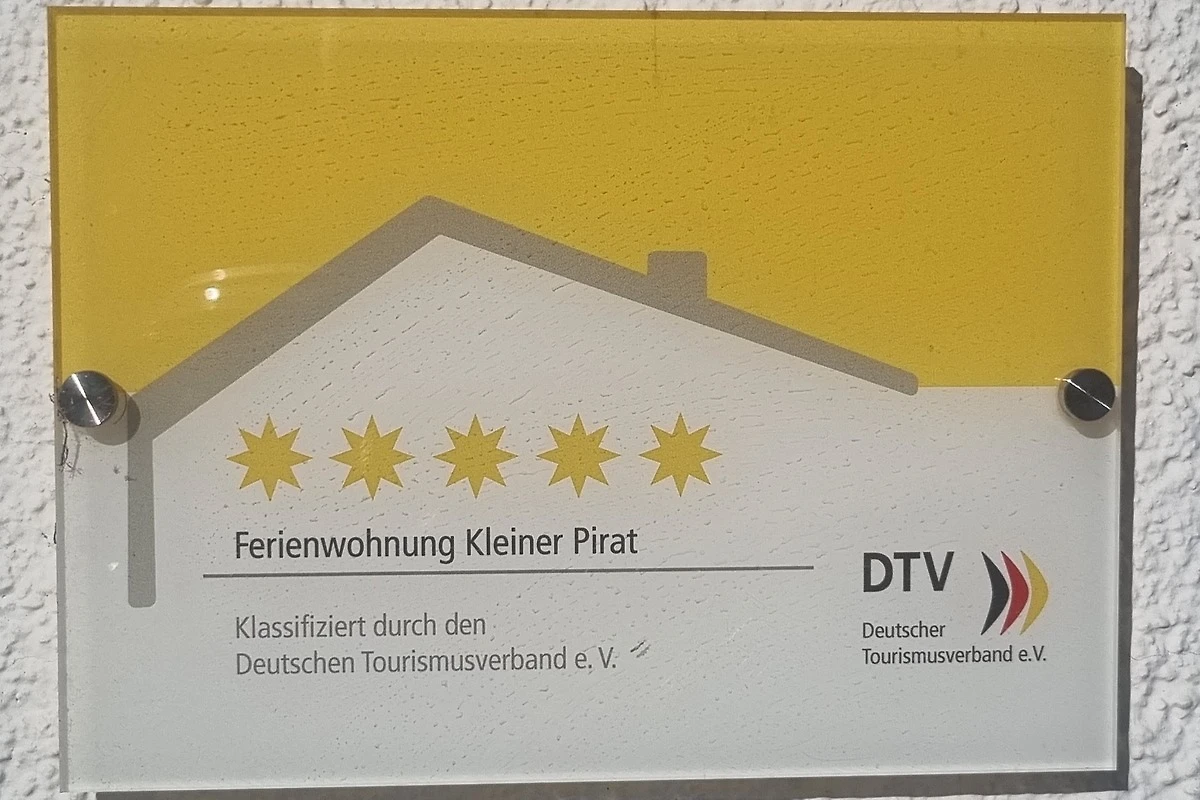 Ferienwohnung Kleiner Pirat
Klassifiziert durch den
Deutschen Tourismusverband e. V.
DTV
Deutscher
Tourismusverband e.V.